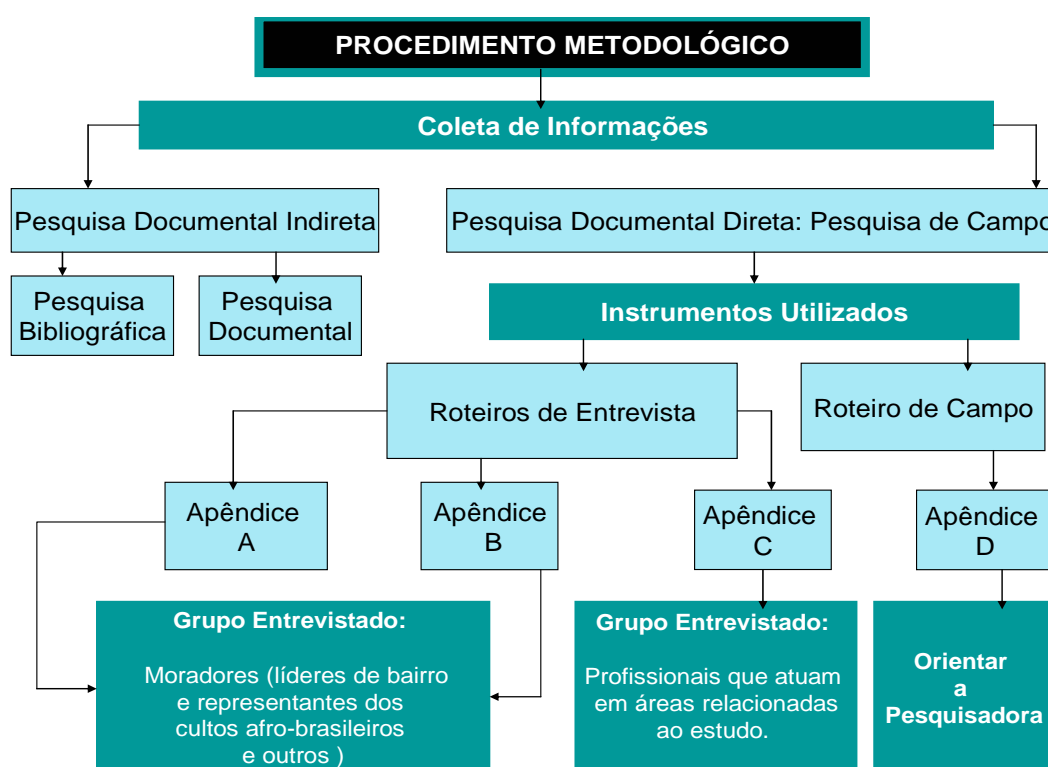 PROCEDIMENTO METODOLÓGICO
Coleta de Informações
Pesquisa Documental Indireta
Pesquisa Documental Direta: Pesquisa de Campo
Pesquisa
Bibliográfica
Pesquisa
Documental
Instrumentos Utilizados
Roteiros de Entrevista
Roteiro de Campo
Apêndice
A
Apêndice
B
Apêndice
C
Apêndice
D
Grupo Entrevistado:
Moradores (líderes de bairro
e representantes dos
cultos afro-brasileiros
e outros )
Grupo Entrevistado:
Profissionais que atuam
em áreas relacionadas
ao estudo.
Orientar
a
Pesquisadora